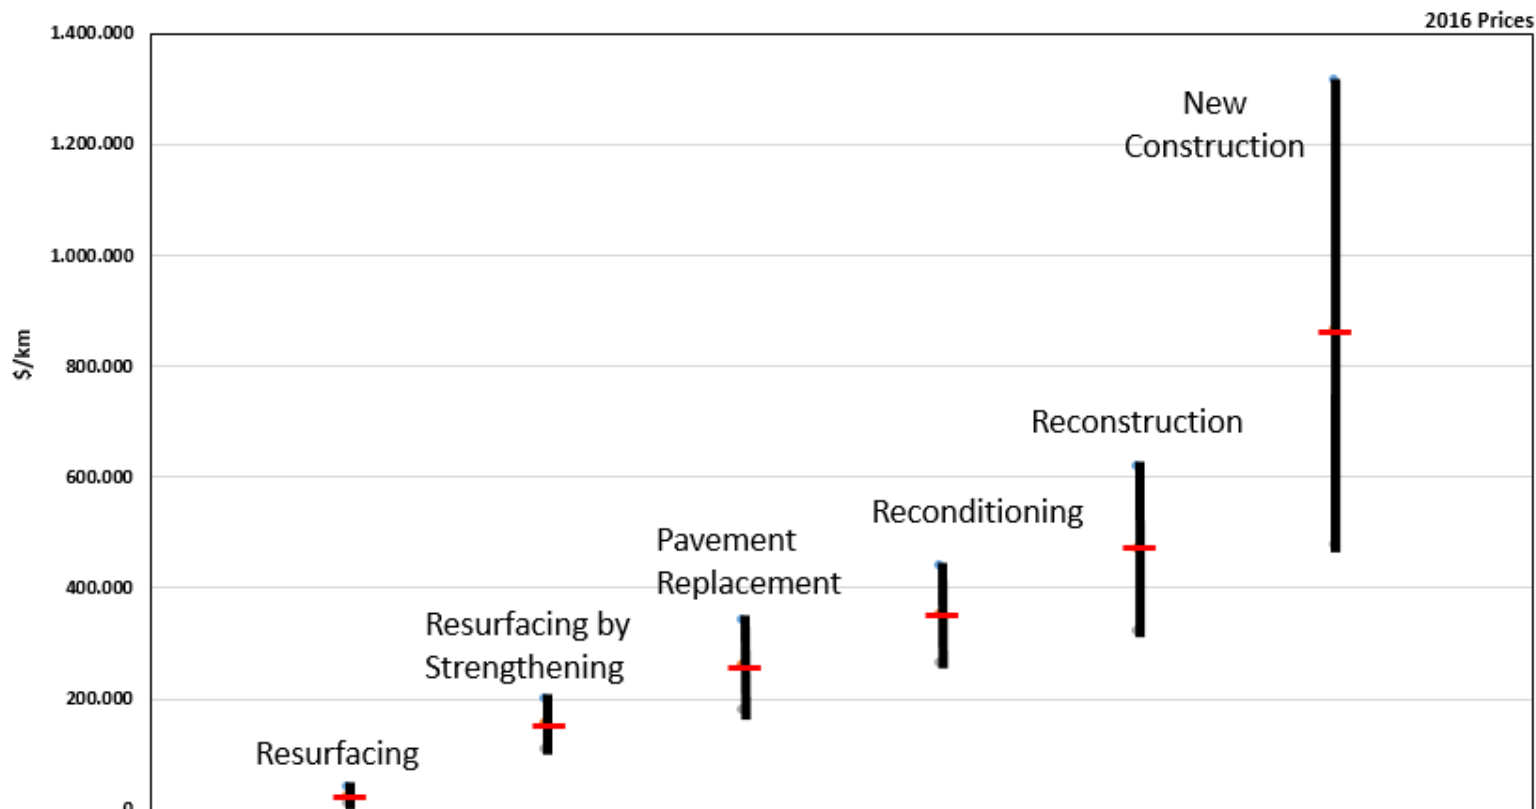 2016 Prices
1.400.000
New
Construction
1.200.000
1.000.000
$/km
800.000
Reconstruction
600.000
Reconditioning
Pavement
Replacement
400.000
Resurfacing by
Strengthening
200.000
Resurfacing
0